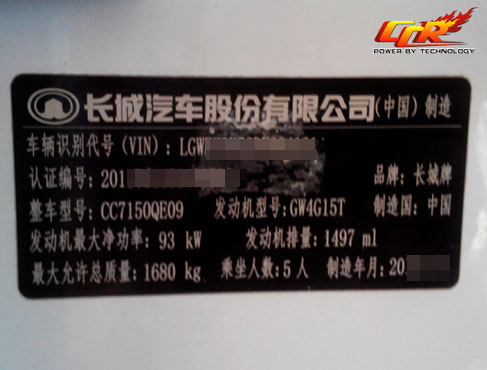 CCR
POWER BY TECHNOLOGY
长城汽车股份有限公司(中国)制造
车辆识别代号(VIN):LGW
认证编号:201 品牌:长城牌
整车型号:CC7150QE09 发动机型号:GW4G15T 制造国:中国
发动机最大净功率:93 kW 发动机排量:1497 ml
最大允许总质量:1680 kg 乘坐人数:5人 制造年月:20